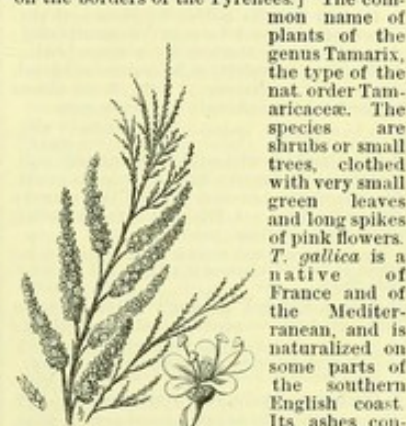 on the borders of the Pyrenees.] The com-
mon name of
plants of the
genus Tamarix,
the type of the
nat. order Tam-
aricaceæ. The
species are
shrubs or small
trees, clothed
with very small
green leaves
and long spikes
of pink flowers.
T. gallica is a
native of
France and of
the Mediter-
ranean, and is
naturalized on
some parts of
the southern
English coast.
Its ashes con-